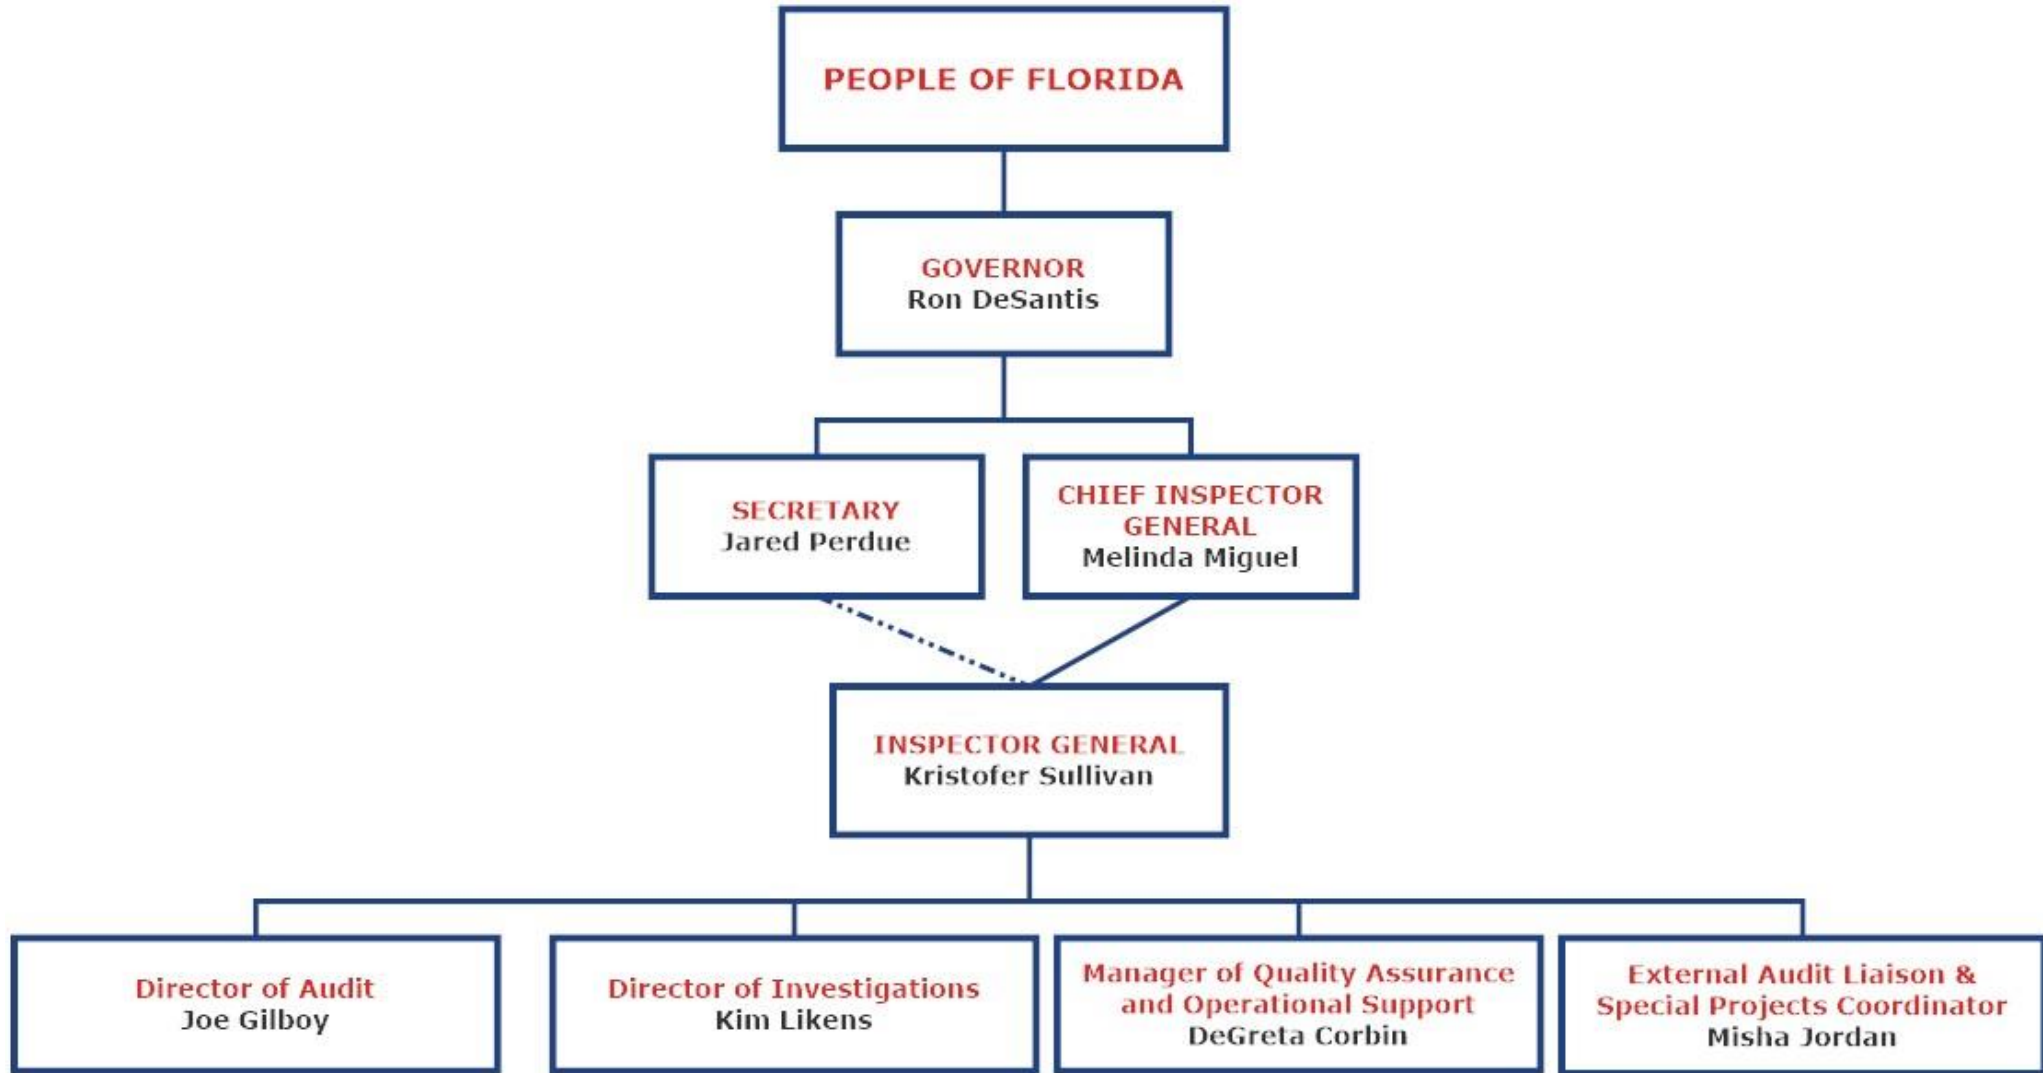 PEOPLE OF FLORIDA
GOVERNOR
Ron DeSantis
SECRETARY
Jared Perdue
CHIEF INSPECTOR
GENERAL
Melinda Miguel
INSPECTOR GENERAL
Kristofer Sullivan
Director of Audit
Joe Gilboy
Director of Investigations
Kim Likens
Manager of Quality Assurance
and Operational Support
DeGreta Corbin
External Audit Liaison &
Special Projects Coordinator
Misha Jordan